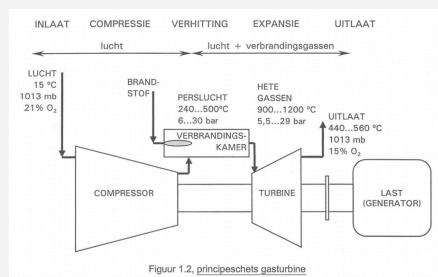 INLAAT COMPRESSIE VERHITTING EXPANSIE UITLAAT
lucht
lucht + verbrandingsgassen
LUCHT
15 °C
1013 mb
21% O₂
BRAND-
STOF
PERSLUCHT
240...500°C
6...30 bar
HETE
GASSEN
900...1200 °C
5,5...29 bar
UITLAAT
440...560 °C
1013 mb
15% O₂
VERBRANDINGS-
KAMER
COMPRESSOR
TURBINE
LAST
(GENERATOR)
Figuur 1.2, principeschets gasturbine